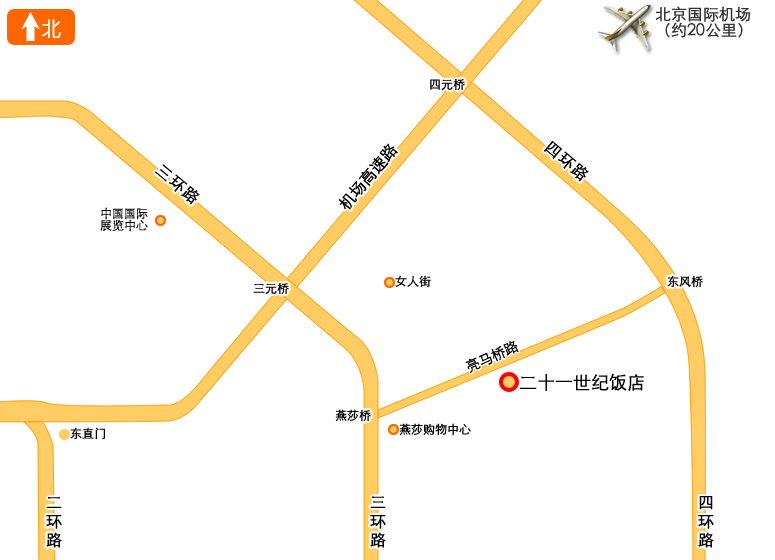 北
北京国际机场
（约20公里）
四元桥
四环路
三环路
机场高速路
中国国际
展览中心
三元桥
女人街
东风桥
亮马桥路
二十一世纪饭店
燕莎桥
燕莎购物中心
东直门
二环路
三环路
四环路